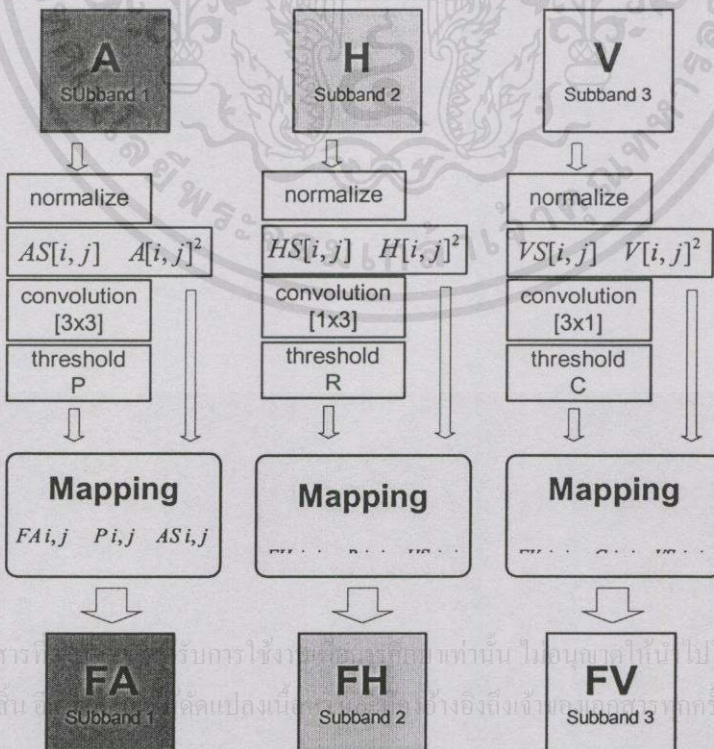 A
Subband 1
H
Subband 2
V
Subband 3
normalize
AS[i, j] A[i, j]²
convolution
[3x3]
threshold
P
normalize
HS[i,j] H[i,j]²
convolution
[1x3]
threshold
R
normalize
VS[i, j] V[i, j]²
convolution
[3x1]
threshold
C
Mapping
FAi,j Pi,j ASi,j
Mapping
Mapping
FA
Subband 1
FH
Subband 2
FV
Subband 3